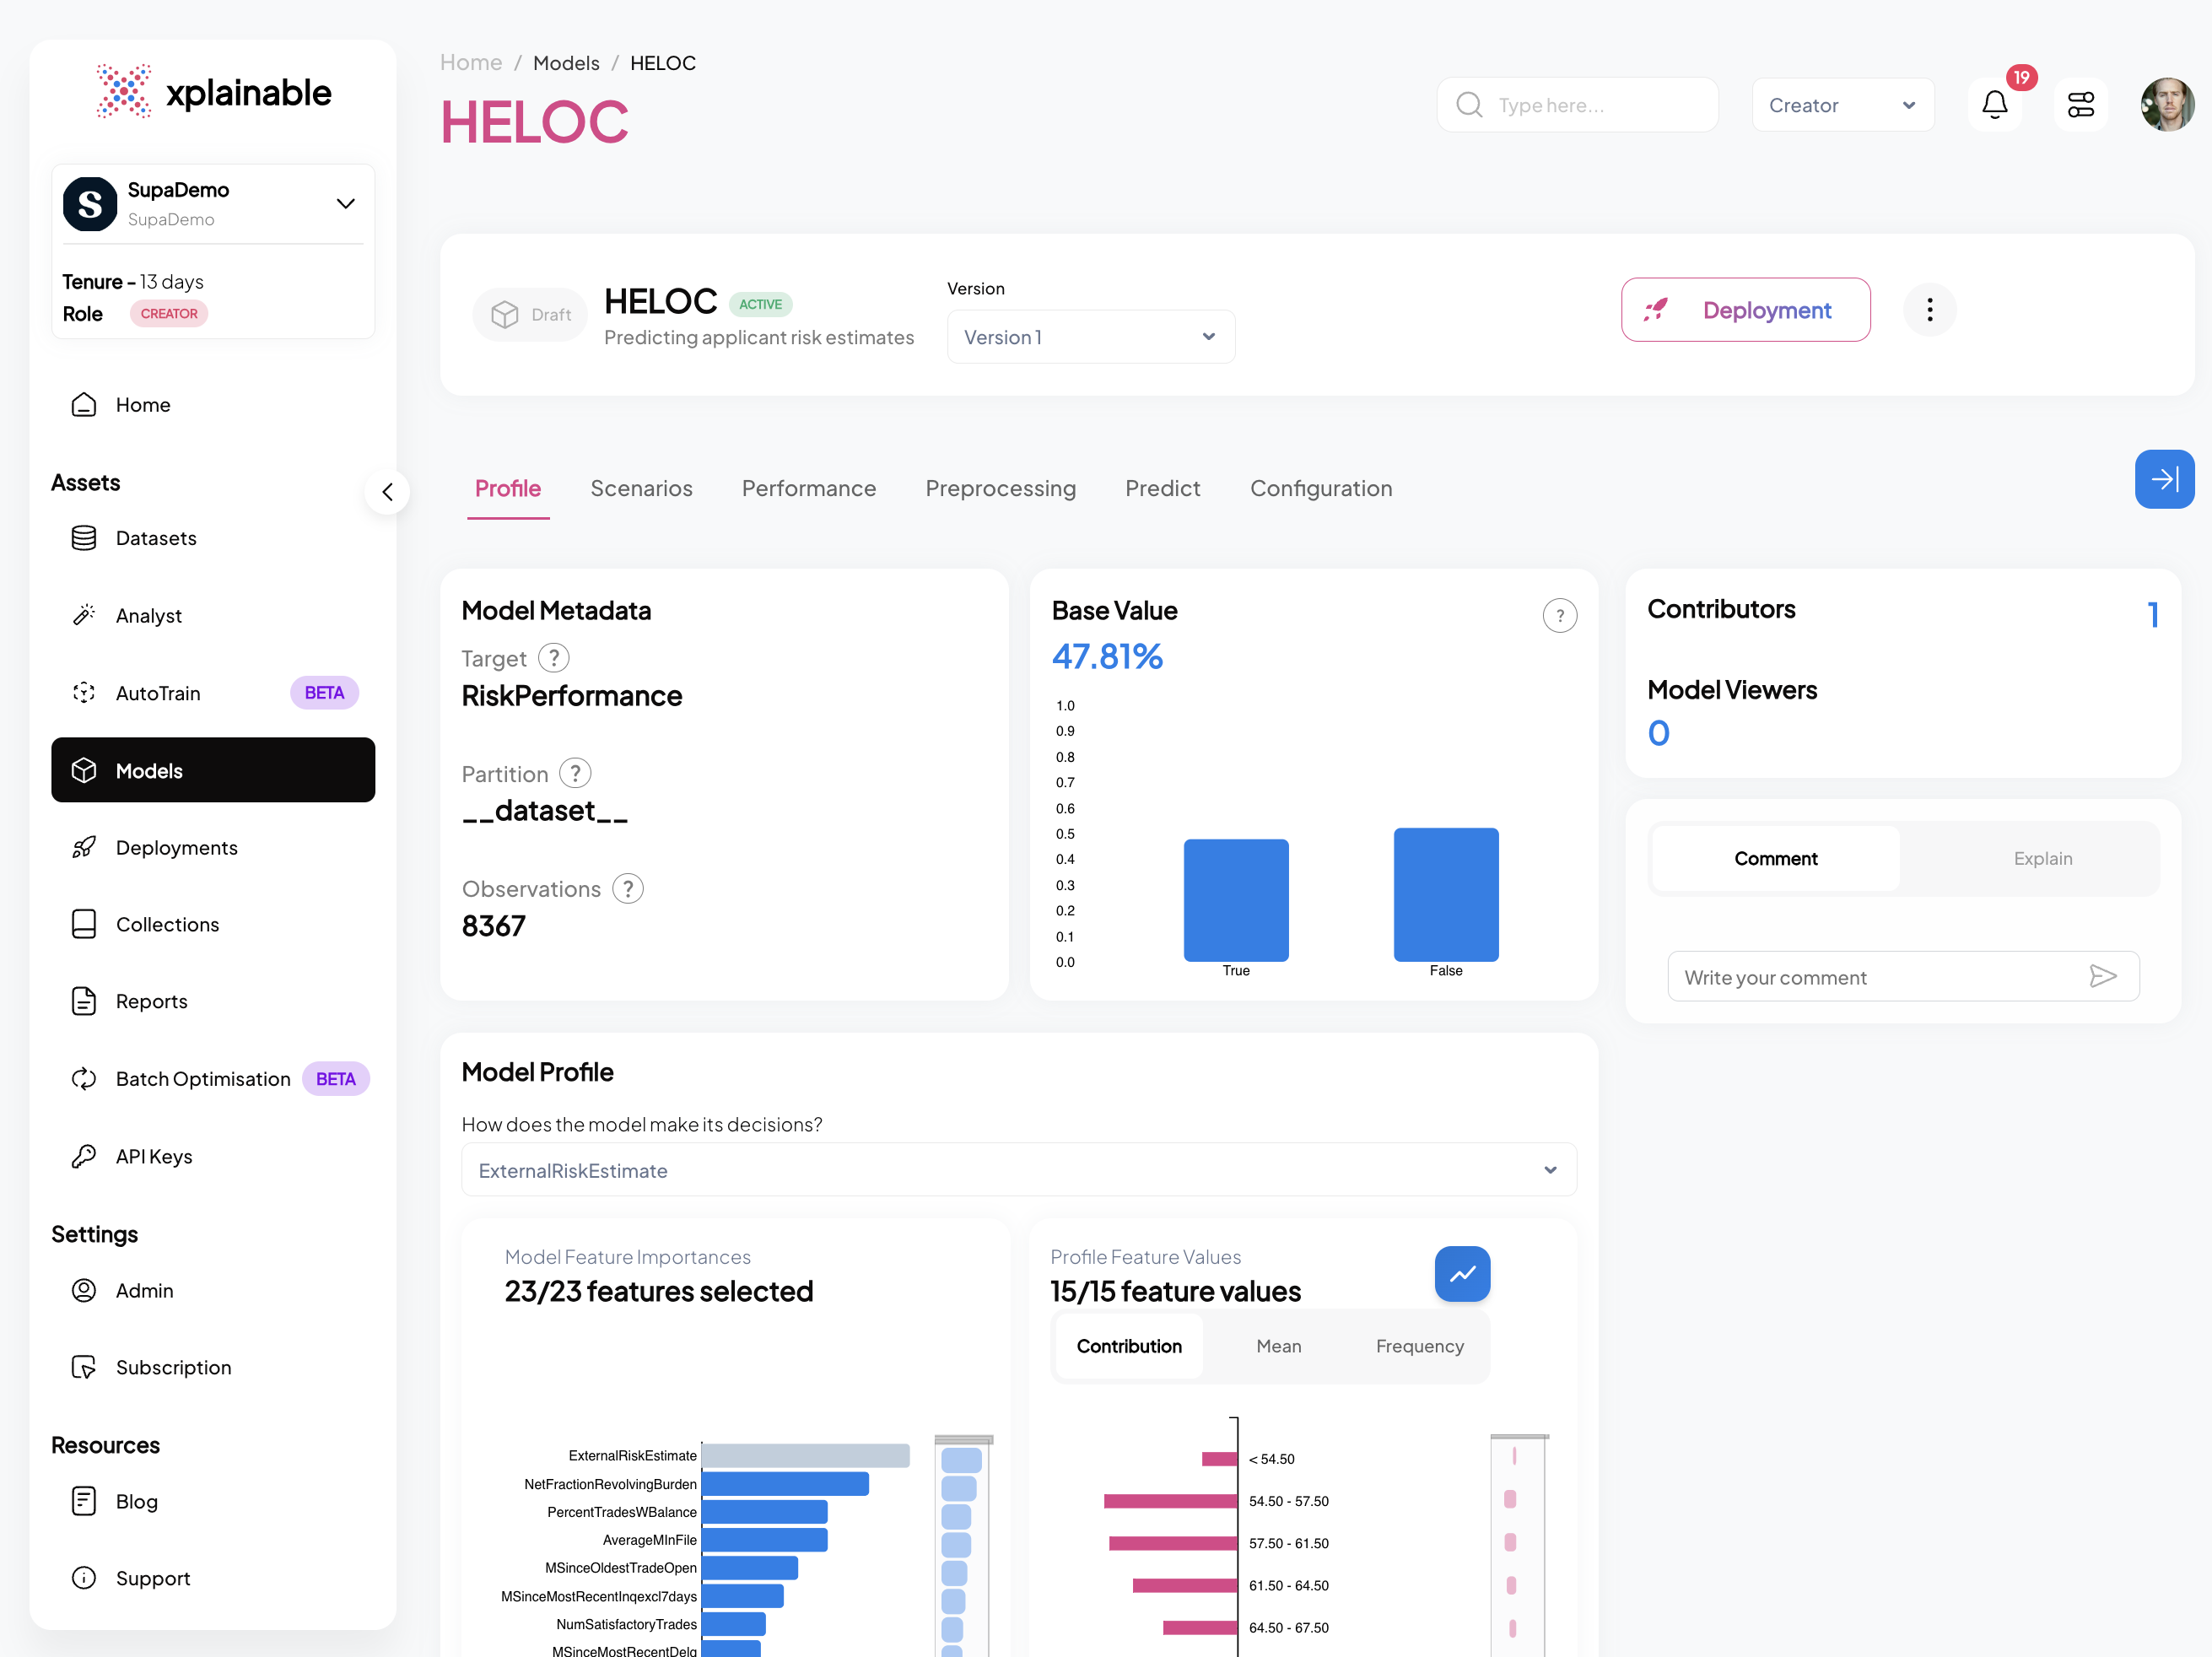 xplainable
S
SupaDemo
SupaDemo
Tenure - 13 days
Role CREATOR
Home
Assets
Datasets
Analyst
AutoTrain BETA
Models
Deployments
Collections
Reports
Batch Optimisation BETA
API Keys
Settings
Admin
Subscription
Resources
Blog
Support
Home / Models / HELOC
HELOC
Type here...
Creator
19
Draft
HELOC ACTIVE
Predicting applicant risk estimates
Version
Version 1
Deployment
Profile Scenarios Performance Preprocessing Predict Configuration
Model Metadata
Target ?
RiskPerformance
Partition ?
__dataset__
Observations ?
8367
Base Value ?
47.81%
1.0
0.9
0.8
0.7
0.6
0.5
0.4
0.3
0.2
0.1
0.0
True False
Contributors 1
Model Viewers
0
Comment Explain
Write your comment
Model Profile
How does the model make its decisions?
ExternalRiskEstimate
Model Feature Importances
23/23 features selected
ExternalRiskEstimate
NetFractionRevolvingBurden
PercentTradesWBalance
AverageMInFile
MSinceOldestTradeOpen
MSinceMostRecentInqexcl7days
NumSatisfactoryTrades
MSinceMostRecentDelq
Profile Feature Values
15/15 feature values
Contribution Mean Frequency
< 54.50
54.50 - 57.50
57.50 - 61.50
61.50 - 64.50
64.50 - 67.50